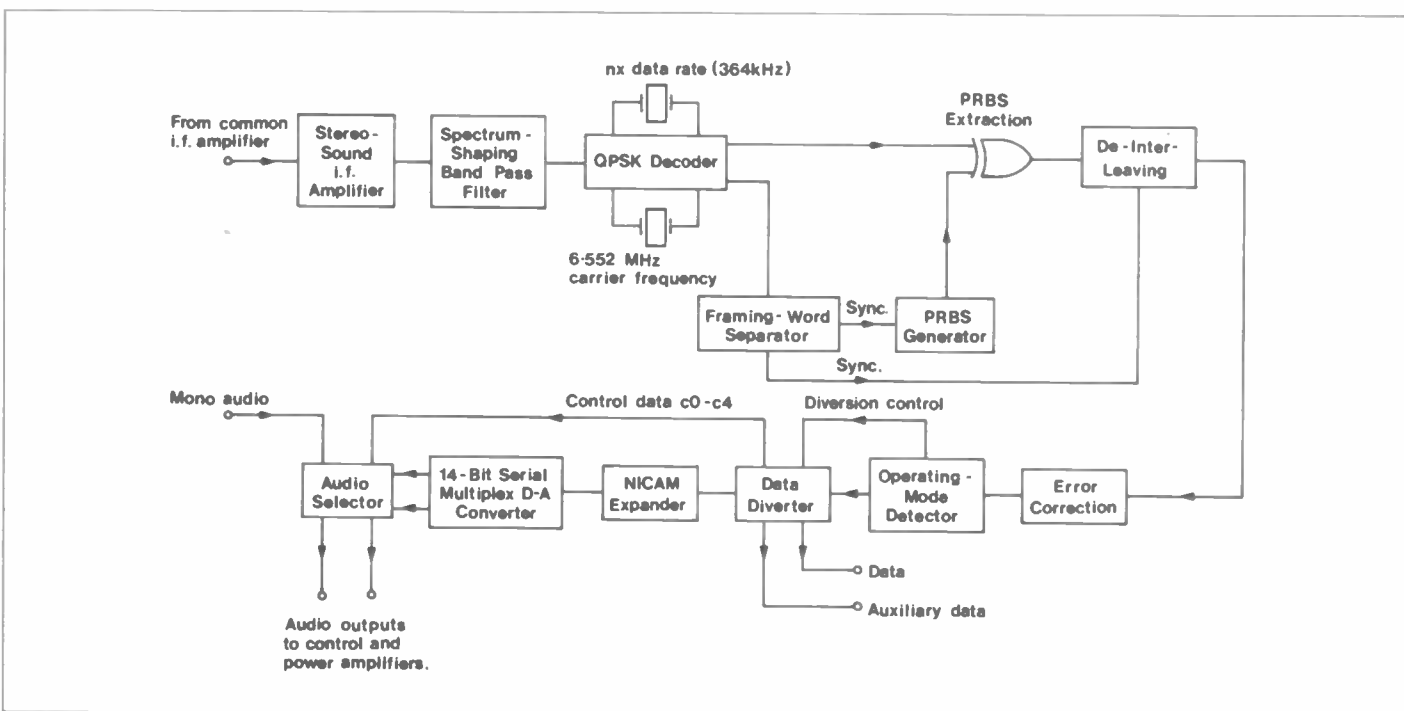 nx data rate (364kHz)
From common
i.f. amplifier
Stereo-
Sound
i.f.
Amplifier
Spectrum-
Shaping
Band Pass
Filter
QPSK Decoder
PRBS
Extraction
De-Inter-
Leaving
6·552 MHz
carrier frequency
Framing-Word
Separator
Sync.
PRBS
Generator
Sync.
Mono audio
Control data c0-c4
Diversion control
Audio
Selector
14-Bit Serial
Multiplex D-A
Converter
NICAM
Expander
Data
Diverter
Operating-
Mode
Detector
Error
Correction
Data
Auxiliary data
Audio outputs
to control and
power amplifiers.